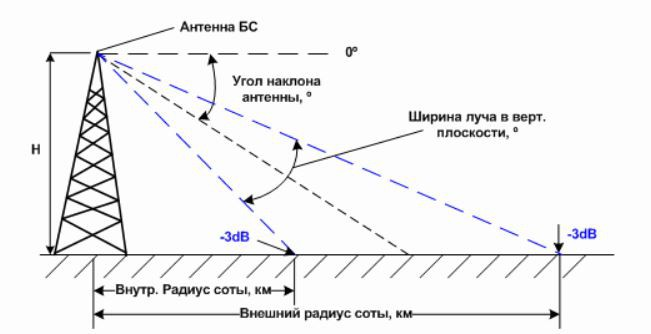 Антенна БС
0º
Угол наклона
антенны, º
Ширина луча в верт.
плоскости, º
H
-3dB
-3dB
Внутр. Радиус соты, км
Внешний радиус соты, км